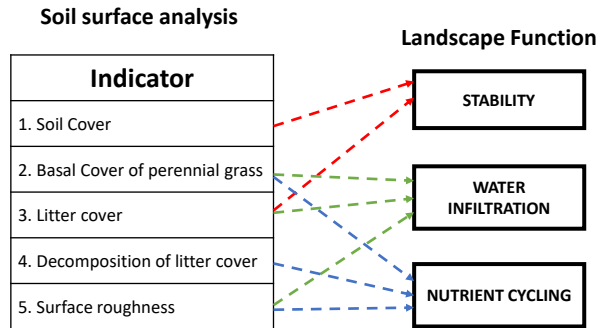 Soil surface analysis
Landscape Function
Indicator
1. Soil Cover
2. Basal Cover of perennial grass
3. Litter cover
4. Decomposition of litter cover
5. Surface roughness
STABILITY
WATER
INFILTRATION
NUTRIENT CYCLING